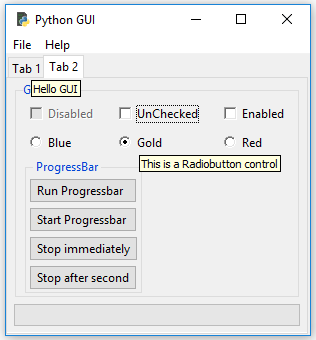 Python GUI
File Help
Tab 1 Tab 2
Hello GUI
Disabled UnChecked Enabled
Blue Gold Red
This is a Radiobutton control
ProgressBar
Run Progressbar
Start Progressbar
Stop immediately
Stop after second